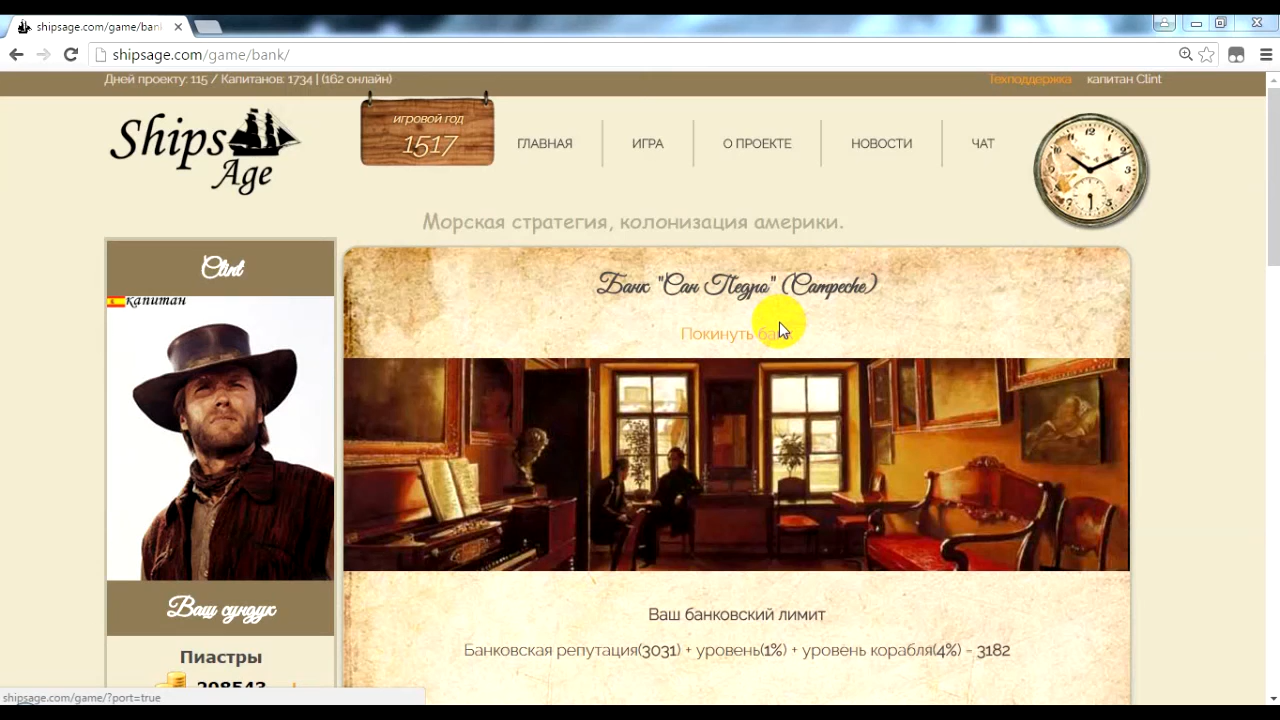 shipsage.com/game/ban
shipsage.com/game/bank/
Дней проекту: 115 / Капитанов: 1734 | (162 онлайн)
Техподдержка
капитан Clint
Ships
Age
игровой год
1517
ГЛАВНАЯ
ИГРА
О ПРОЕКТЕ
НОВОСТИ
ЧАТ
Морская стратегия, колонизация америки.
Clint
капитан
Ваш сундук
Пиастры
208543
Банк "Сан Педро" (Campeche)
Покинуть банк
Ваш банковский лимит
Банковская репутация(3031) + уровень(1%) + уровень корабля(4%) - 3182
shipsage.com/game/?port=true